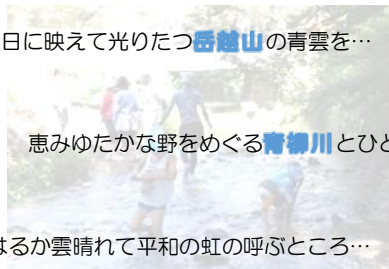 日に映えて光りたつ岳越山の青雲を…
恵みゆたかな野をめぐる青柳川とひと
はるか雲晴れて平和の虹の呼ぶところ…